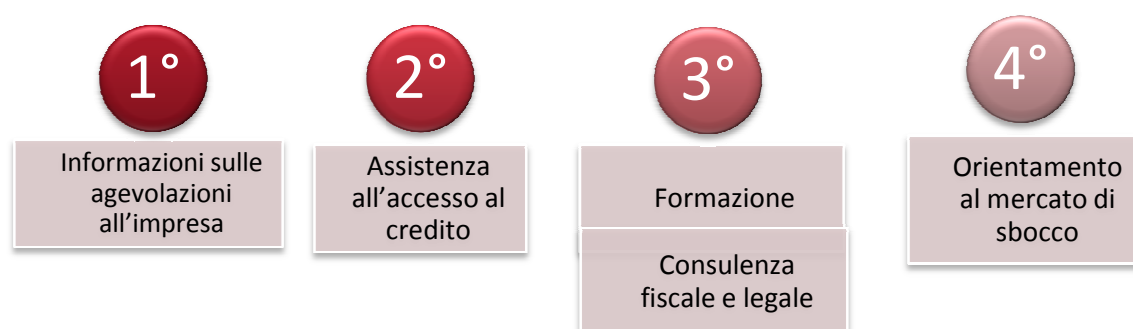 1°
Informazioni sulle
agevolazioni
all’impresa
2°
Assistenza
all’accesso al
credito
3°
Formazione
Consulenza
fiscale e legale
4°
Orientamento
al mercato di
sbocco